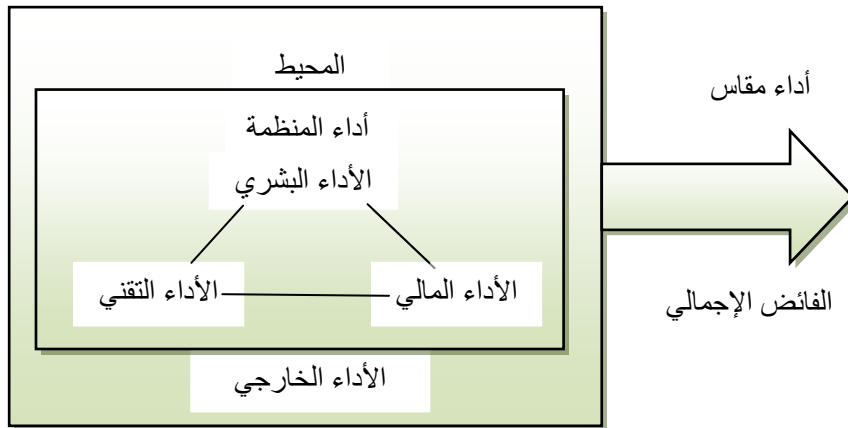 المحيط
أداء مقاس
أداء المنظمة
الأداء البشري
الأداء المالي
الأداء التقني
الفائض الإجمالي
الأداء الخارجي